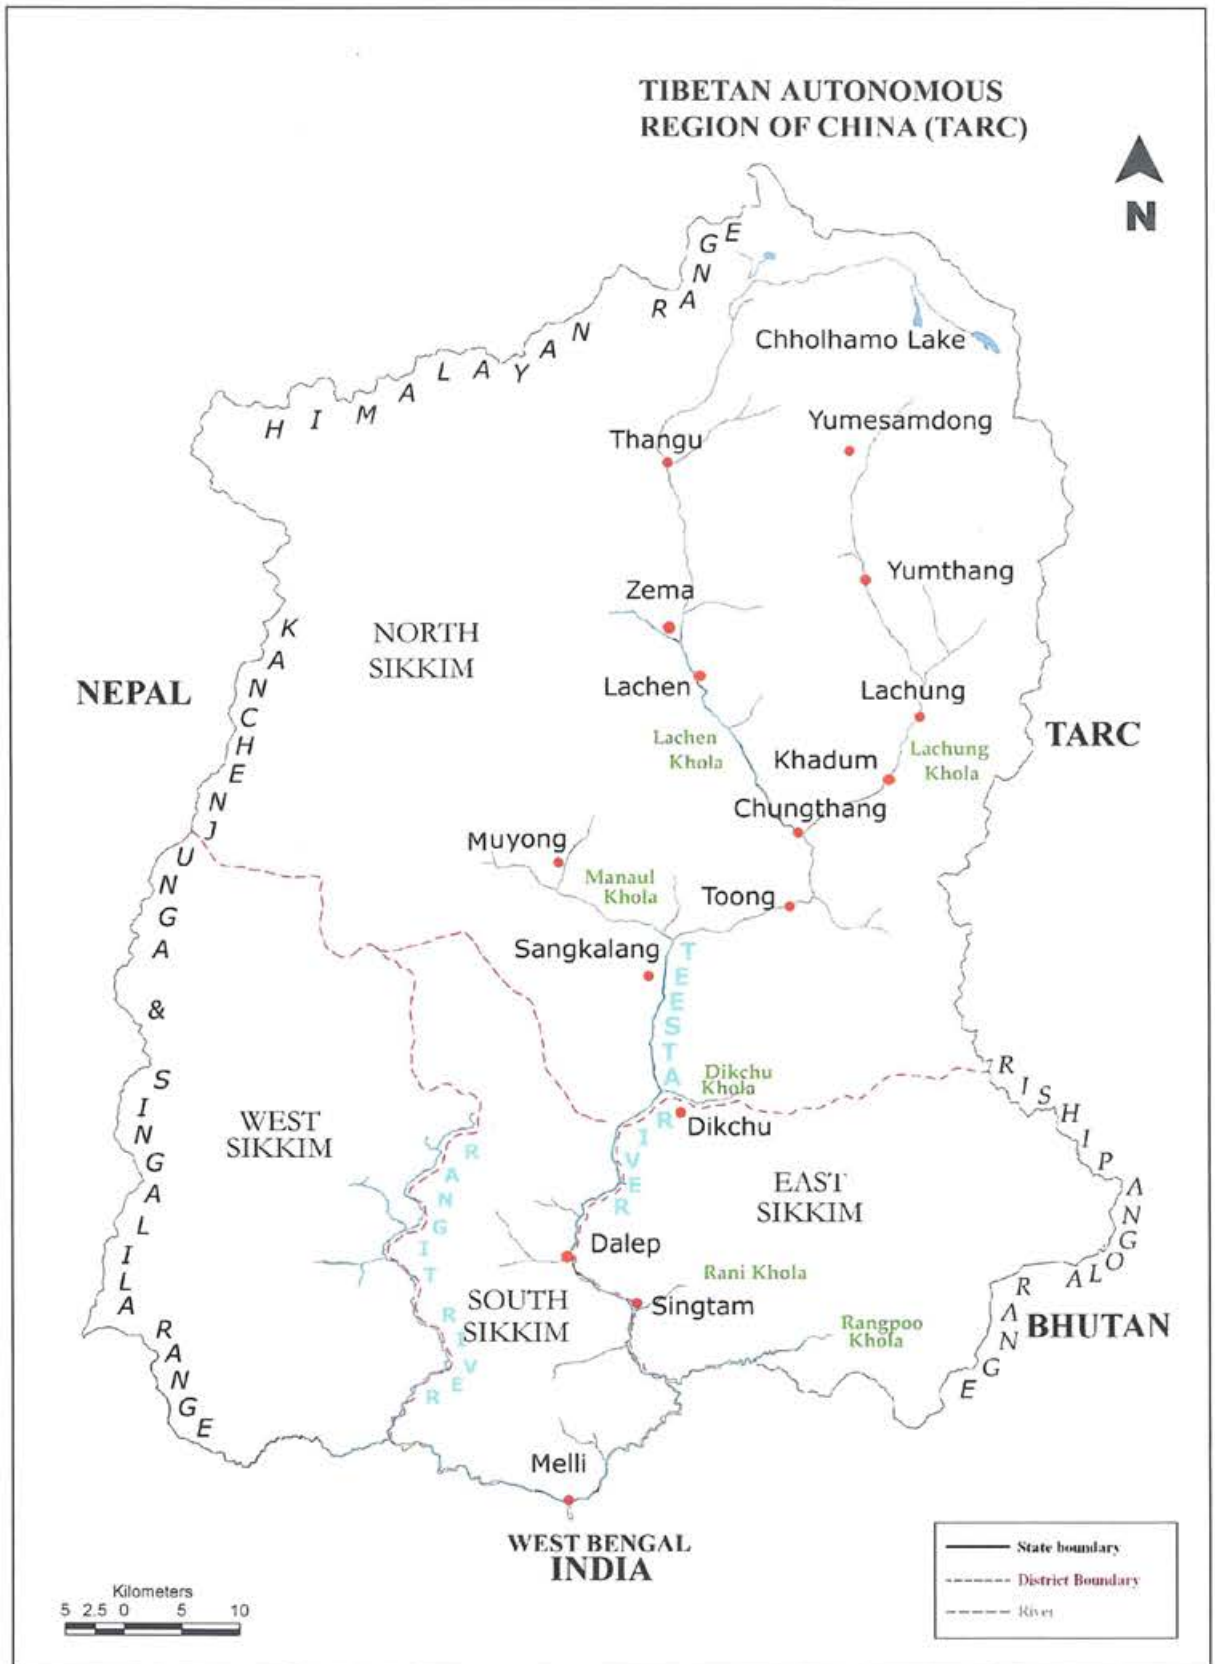 TIBETAN AUTONOMOUS
REGION OF CHINA (TARC)
N
HIMALAYAN RANGE
Chholhamo Lake
Yumesamdong
Thangu
Yumthang
Zema
NORTH
SIKKIM
KANCHENJUNGA & SINGALILA RANGE
NEPAL
Lachen
Lachung
TARC
Lachen
Khola
Khadum
Lachung
Khola
Chungthang
Muyong
Manaul
Khola
Toong
Sangkalang
TEESTA RIVER
Dikchu
Khola
RISHI PANGOLA RANGE
WEST
SIKKIM
Dikchu
RANGIT RIVER
EAST
SIKKIM
Dalep
Rani Khola
SOUTH
SIKKIM
Singtam
Rangpoo
Khola
BHUTAN
Melli
WEST BENGAL
INDIA
State boundary
District Boundary
River
Kilometers
5 2.5 0 5 10